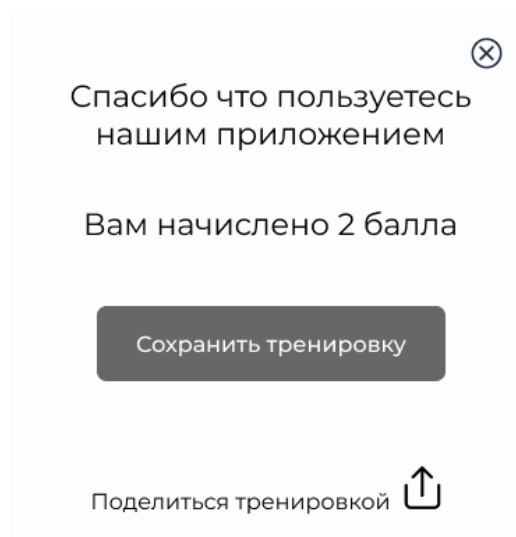 Спасибо что пользуетесь
нашим приложением
Вам начислено 2 балла
Сохранить тренировку
Поделиться тренировкой